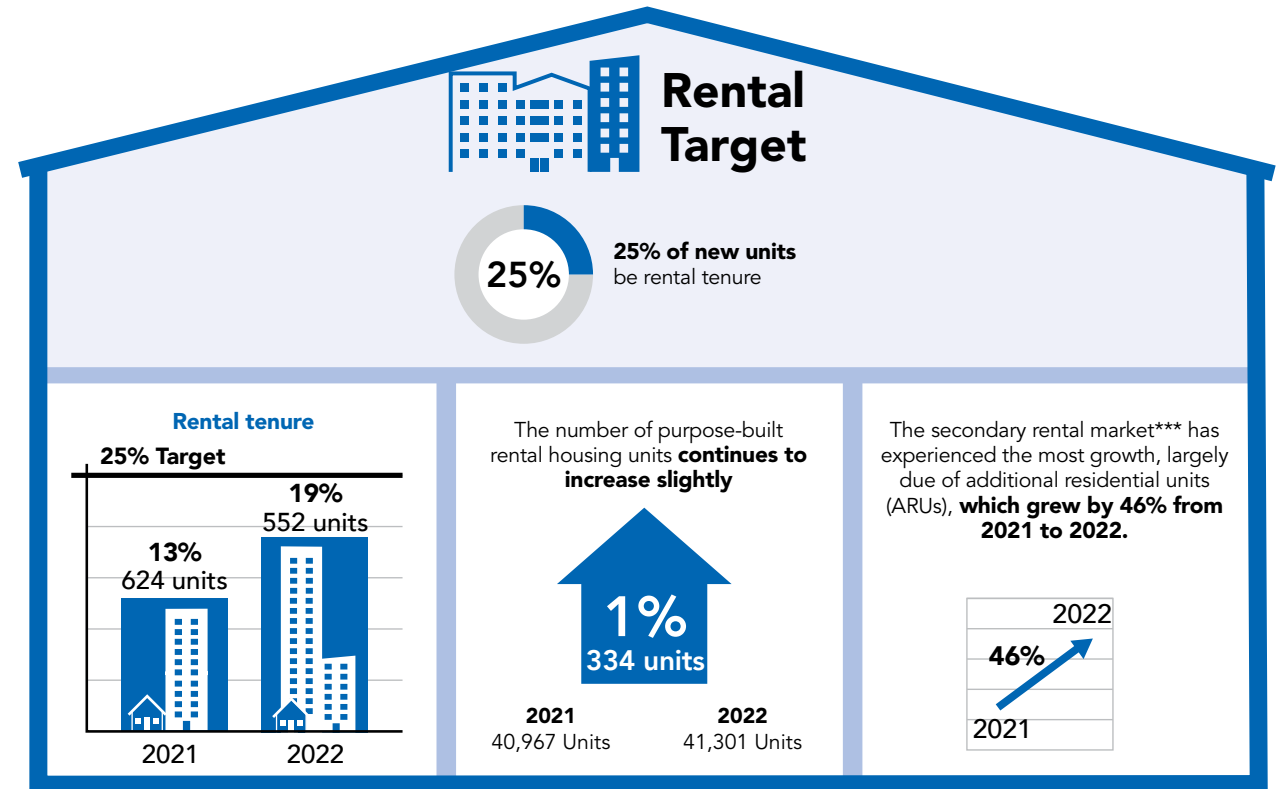 Rental
Target
25%
25% of new units
be rental tenure
Rental tenure
25% Target
19%
552 units
13%
624 units
2021
2022
The number of purpose-built
rental housing units continues to
increase slightly
1%
334 units
2021
40,967 Units
2022
41,301 Units
The secondary rental market*** has
experienced the most growth, largely
due of additional residential units
(ARUs), which grew by 46% from
2021 to 2022.
2022
46%
2021